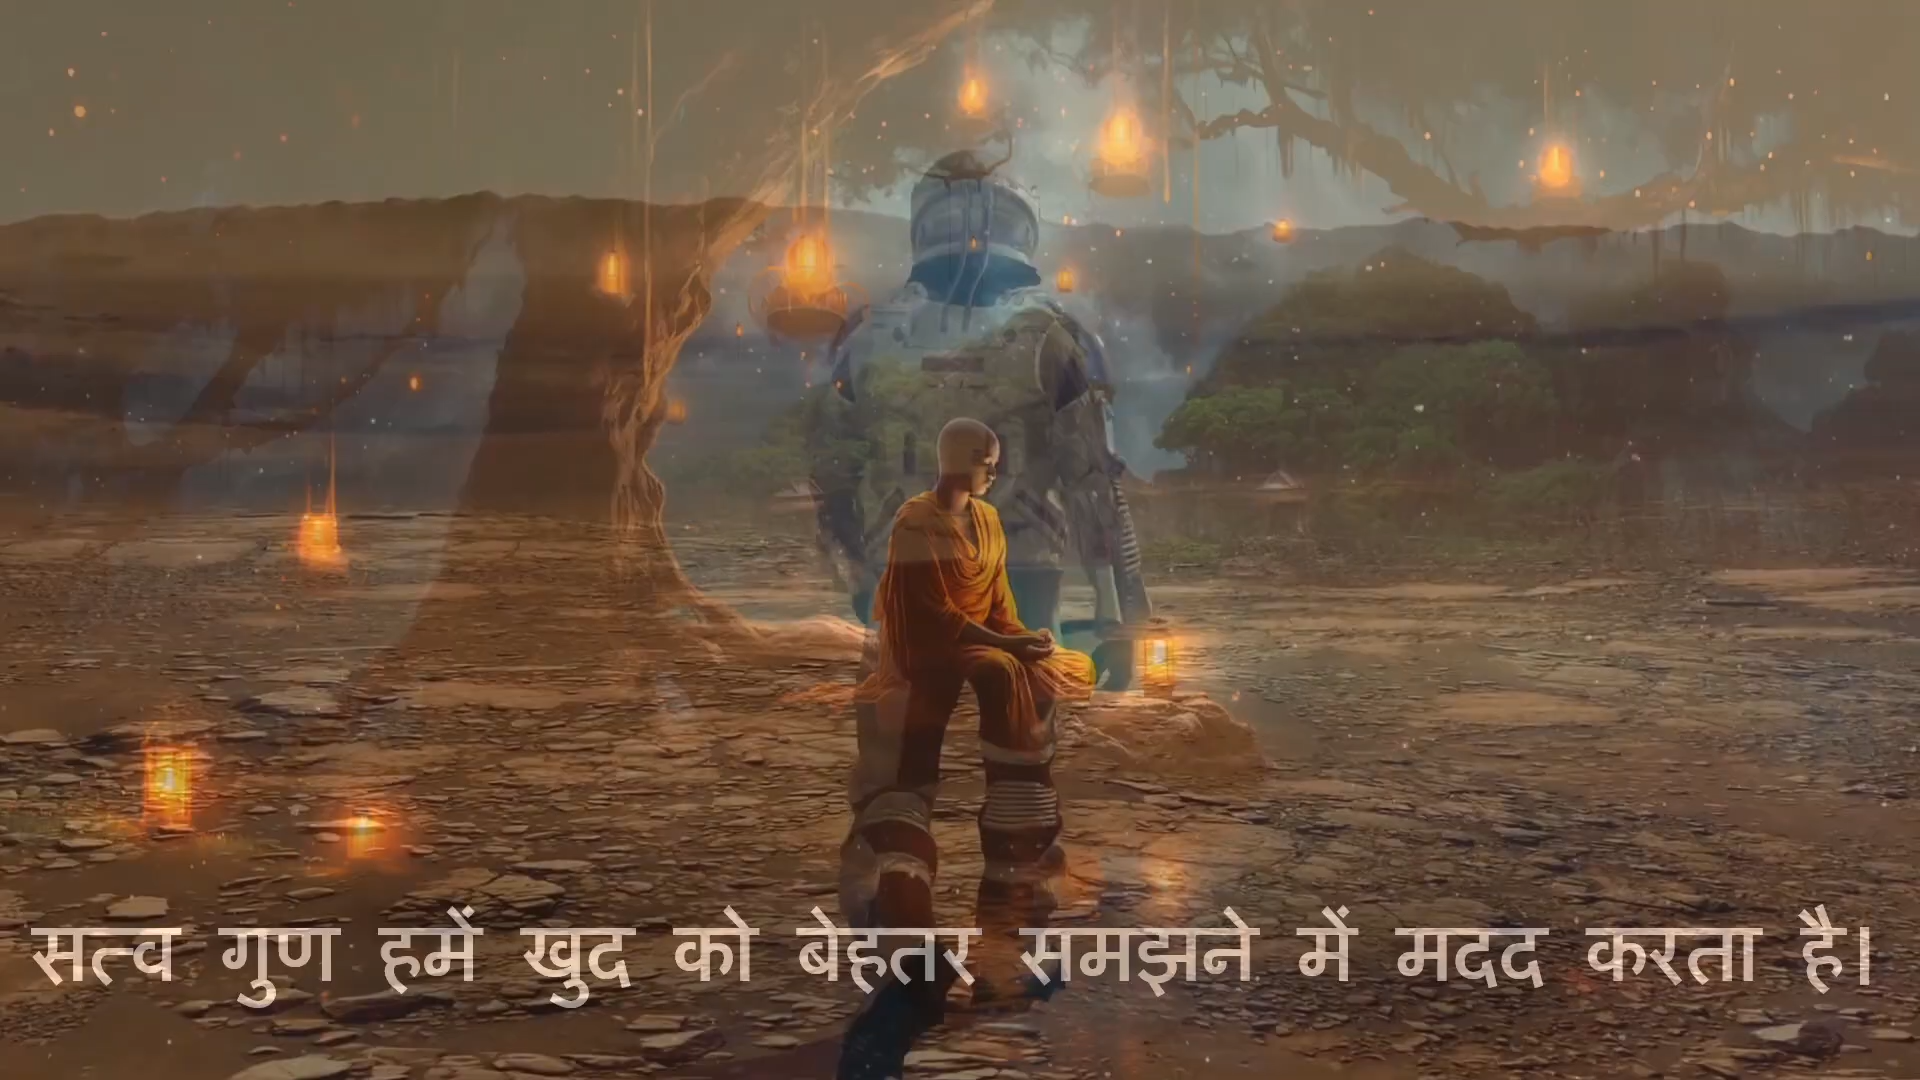 सत्व गुण हमें खुद को बेहतर समझने में मदद करता है।